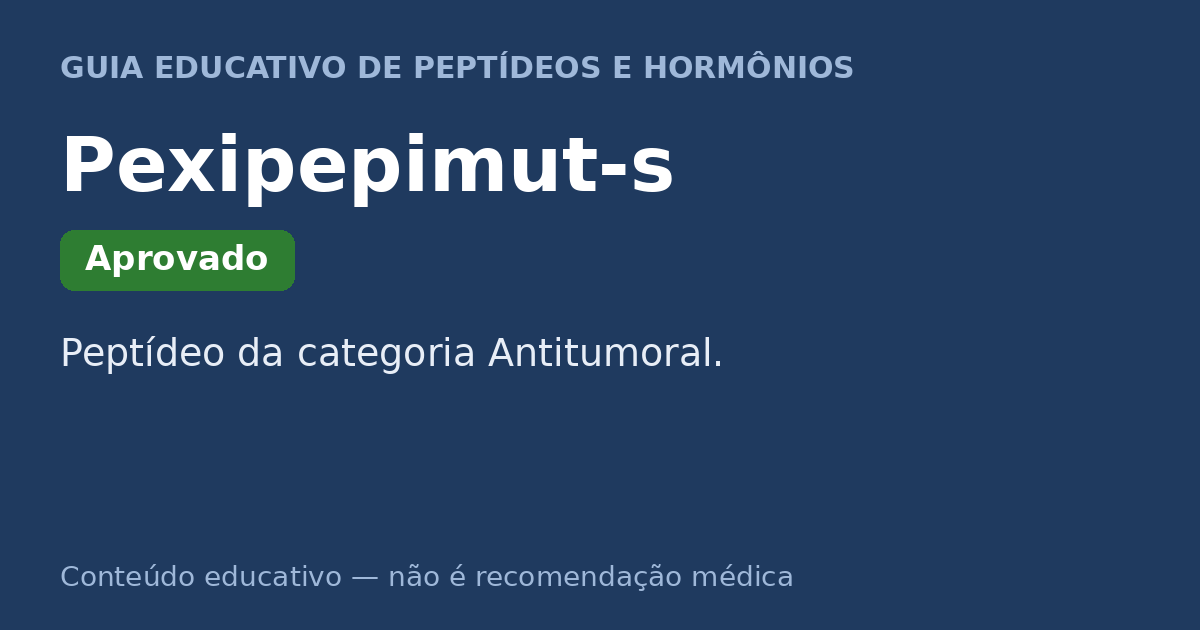 GUIA EDUCATIVO DE PEPTÍDEOS E HORMÔNIOS
Pexipepimut-s
Aprovado
Peptídeo da categoria Antitumoral.
Conteúdo educativo — não é recomendação médica